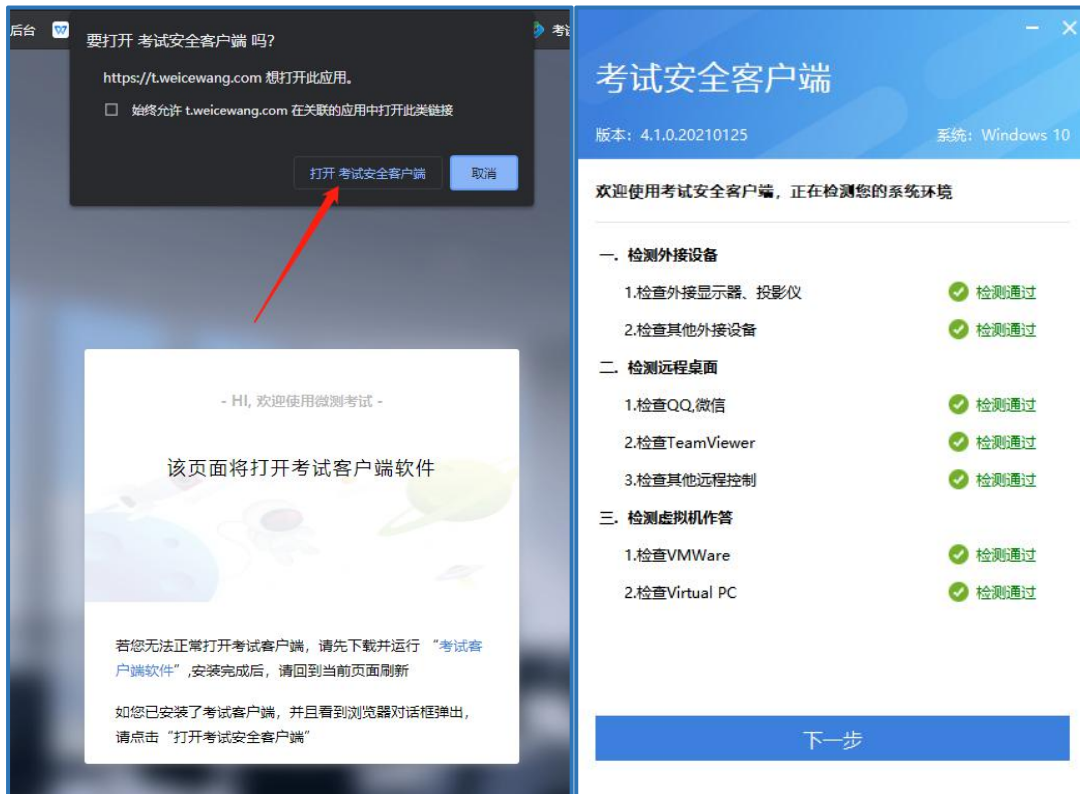 后台
考试
要打开 考试安全客户端 吗?
https://t.weicewang.com 想打开此应用。
始终允许 t.weicewang.com 在关联的应用中打开此类链接
打开 考试安全客户端
取消
- HI, 欢迎使用微测考试 -
该页面将打开考试客户端软件
若您无法正常打开考试客户端，请先下载并运行 “考试客
户端软件” ,安装完成后，请回到当前页面刷新
如您已安装了考试客户端，并且看到浏览器对话框弹出，
请点击“打开考试安全客户端”
考试安全客户端
版本：4.1.0.20210125
系统：Windows 10
欢迎使用考试安全客户端，正在检测您的系统环境
一. 检测外接设备
1.检查外接显示器、投影仪
检测通过
2.检查其他外接设备
检测通过
二. 检测远程桌面
1.检查QQ,微信
检测通过
2.检查TeamViewer
检测通过
3.检查其他远程控制
检测通过
三. 检测虚拟机作答
1.检查VMWare
检测通过
2.检查Virtual PC
检测通过
下一步